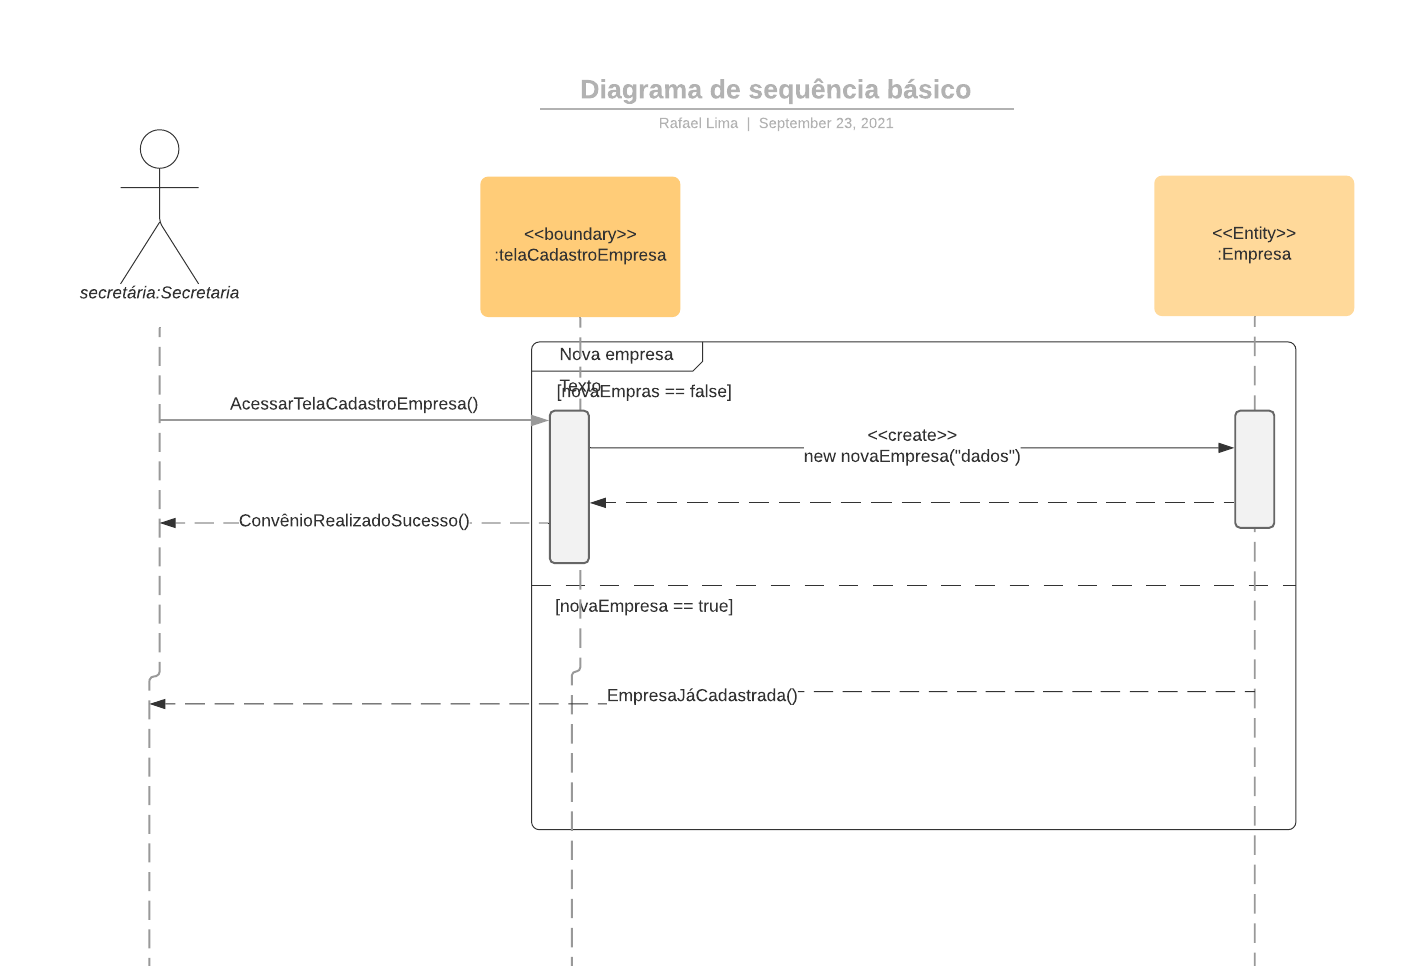 Diagrama de sequência básico
Rafael Lima | September 23, 2021
<<boundary>>
:telaCadastroEmpresa
<<Entity>>
:Empresa
secretária:Secretaria
Nova empresa
Texto
[novaEmpras == false]
AcessarTelaCadastroEmpresa()
<<create>>
new novaEmpresa("dados")
ConvênioRealizadoSucesso()
[novaEmpresa == true]
EmpresaJáCadastrada()